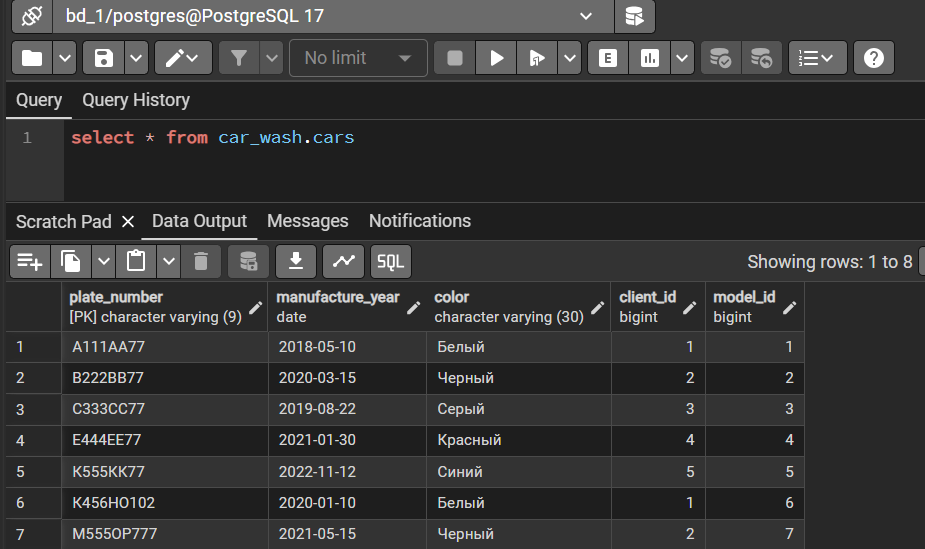 bd_1/postgres@PostgreSQL 17
No limit
E
Query Query History
1 select * from car_wash.cars
Scratch Pad Data Output Messages Notifications
SQL Showing rows: 1 to 8
plate_number manufacture_year color client_id model_id
[PK] character varying (9) date character varying (30) bigint bigint
1 A111AA77 2018-05-10 Белый 1 1
2 B222BB77 2020-03-15 Черный 2 2
3 C333CC77 2019-08-22 Серый 3 3
4 E444EE77 2021-01-30 Красный 4 4
5 K555KK77 2022-11-12 Синий 5 5
6 K456HO102 2020-01-10 Белый 1 6
7 M555OP777 2021-05-15 Черный 2 7